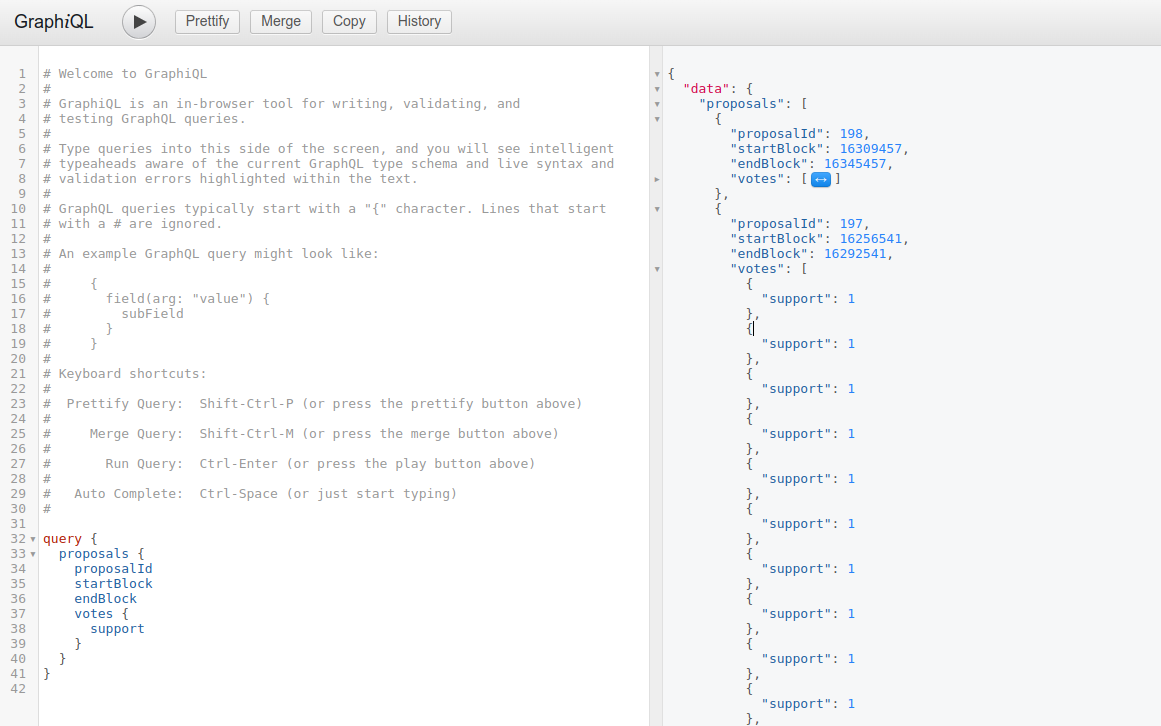 GraphiQL Prettify Merge Copy History
1 # Welcome to GraphiQL
2 #
3 # GraphiQL is an in-browser tool for writing, validating, and
4 # testing GraphQL queries.
5 #
6 # Type queries into this side of the screen, and you will see intelligent
7 # typeaheads aware of the current GraphQL type schema and live syntax and
8 # validation errors highlighted within the text.
9 #
10 # GraphQL queries typically start with a "{" character. Lines that start
11 # with a # are ignored.
12 #
13 # An example GraphQL query might look like:
14 #
15 #     {
16 #       field(arg: "value") {
17 #         subField
18 #       }
19 #     }
20 #
21 # Keyboard shortcuts:
22 #
23 #  Prettify Query:  Shift-Ctrl-P (or press the prettify button above)
24 #
25 #     Merge Query:  Shift-Ctrl-M (or press the merge button above)
26 #
27 #       Run Query:  Ctrl-Enter (or press the play button above)
28 #
29 #   Auto Complete:  Ctrl-Space (or just start typing)
30 #
31
32 query {
33   proposals {
34     proposalId
35     startBlock
36     endBlock
37     votes {
38       support
39     }
40   }
41 }
42
{
  "data": {
    "proposals": [
      {
        "proposalId": 198,
        "startBlock": 16309457,
        "endBlock": 16345457,
        "votes": [↔]
      },
      {
        "proposalId": 197,
        "startBlock": 16256541,
        "endBlock": 16292541,
        "votes": [
          {
            "support": 1
          },
          {
            "support": 1
          },
          {
            "support": 1
          },
          {
            "support": 1
          },
          {
            "support": 1
          },
          {
            "support": 1
          },
          {
            "support": 1
          },
          {
            "support": 1
          },
          {
            "support": 1
          },
          {
            "support": 1
          },